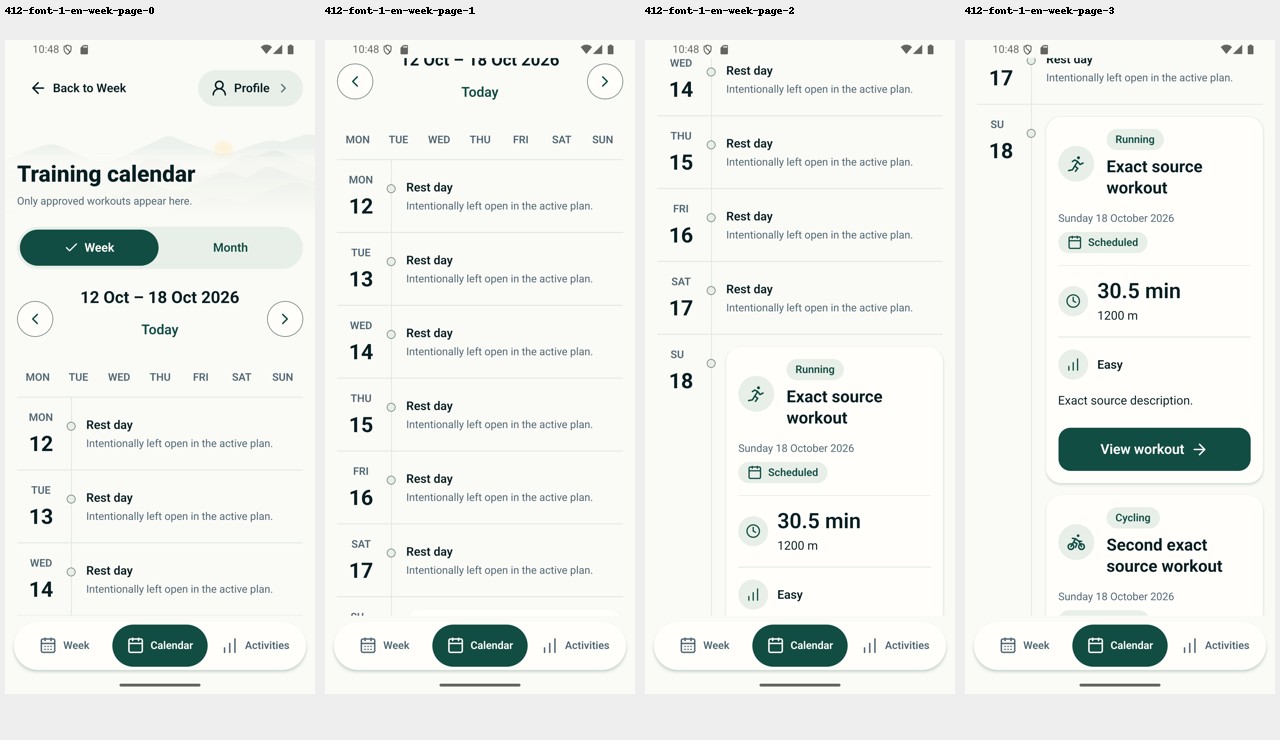 412-font-1-en-week-page-0
10:48
Back to Week
Profile
Training calendar
Only approved workouts appear here.
Week
Month
12 Oct – 18 Oct 2026
Today
MON TUE WED THU FRI SAT SUN
MON
12
Rest day
Intentionally left open in the active plan.
TUE
13
Rest day
Intentionally left open in the active plan.
WED
14
Rest day
Intentionally left open in the active plan.
Week
Calendar
Activities
412-font-1-en-week-page-1
10:48
12 Oct – 18 Oct 2026
Today
MON TUE WED THU FRI SAT SUN
MON
12
Rest day
Intentionally left open in the active plan.
TUE
13
Rest day
Intentionally left open in the active plan.
WED
14
Rest day
Intentionally left open in the active plan.
THU
15
Rest day
Intentionally left open in the active plan.
FRI
16
Rest day
Intentionally left open in the active plan.
SAT
17
Rest day
Intentionally left open in the active plan.
SU
Week
Calendar
Activities
412-font-1-en-week-page-2
10:48
WED
14
Rest day
Intentionally left open in the active plan.
THU
15
Rest day
Intentionally left open in the active plan.
FRI
16
Rest day
Intentionally left open in the active plan.
SAT
17
Rest day
Intentionally left open in the active plan.
SU
18
Running
Exact source
workout
Sunday 18 October 2026
Scheduled
30.5 min
1200 m
Easy
Week
Calendar
Activities
412-font-1-en-week-page-3
10:48
17
Rest day
Intentionally left open in the active plan.
SU
18
Running
Exact source
workout
Sunday 18 October 2026
Scheduled
30.5 min
1200 m
Easy
Exact source description.
View workout
Cycling
Second exact
source workout
Sunday 18 October 2026
Week
Calendar
Activities